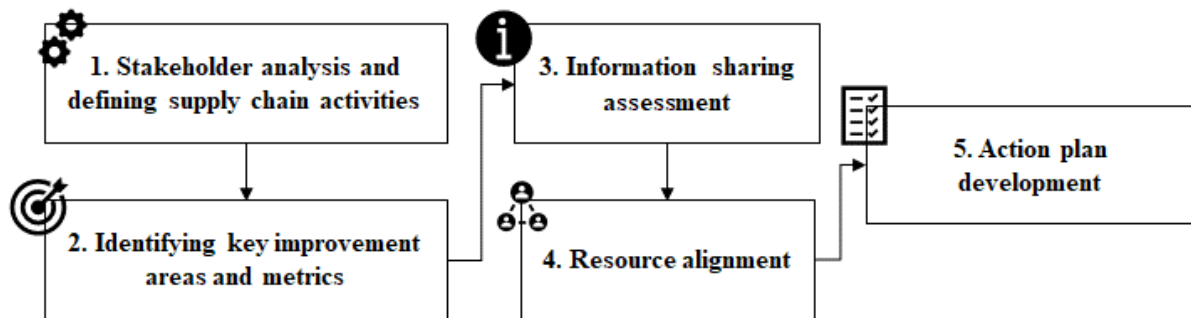 1. Stakeholder analysis and
defining supply chain activities
2. Identifying key improvement
areas and metrics
3. Information sharing
assessment
4. Resource alignment
5. Action plan
development